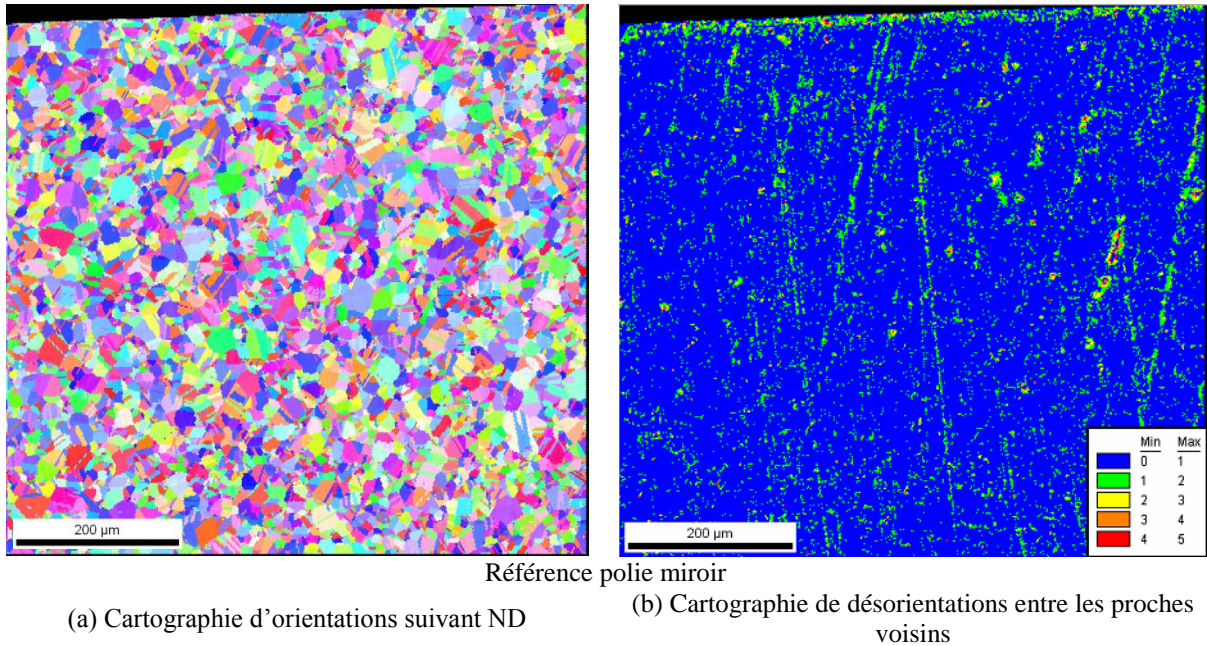 200 µm
200 µm
Min Max
0 1
1 2
2 3
3 4
4 5
Référence polie miroir
(a) Cartographie d’orientations suivant ND
(b) Cartographie de désorientations entre les proches
voisins